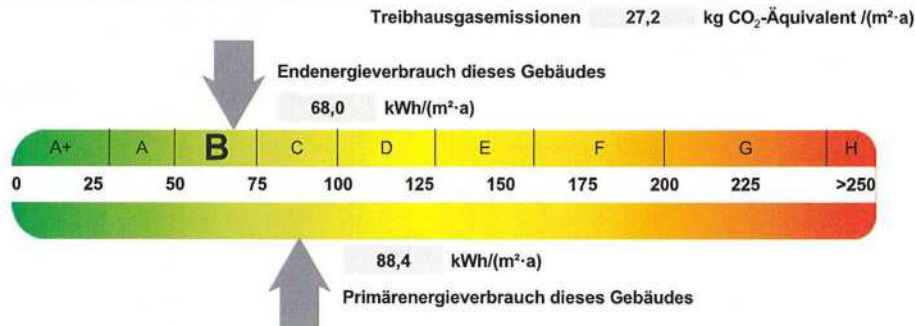 Treibhausgasemissionen 27,2 kg CO₂-Äquivalent /(m²·a)
Endenergieverbrauch dieses Gebäudes
68,0 kWh/(m²·a)
A+ A B C D E F G H
0 25 50 75 100 125 150 175 200 225 >250
88,4 kWh/(m²·a)
Primärenergieverbrauch dieses Gebäudes